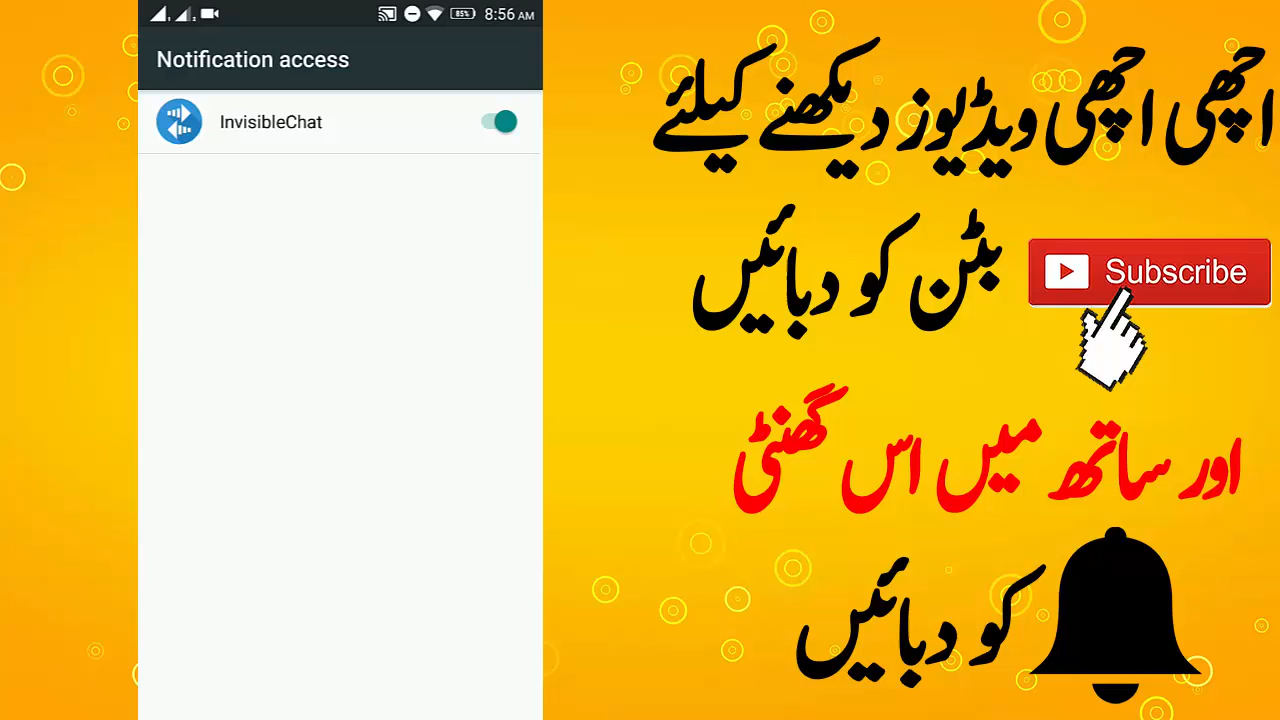 85% 8:56 AM
Notification access
InvisibleChat
اچھی اچھی ویڈیوز دیکھنے کیلئے
Subscribe بٹن کو دبائیں
اور ساتھ میں اس گھنٹی
کو دبائیں